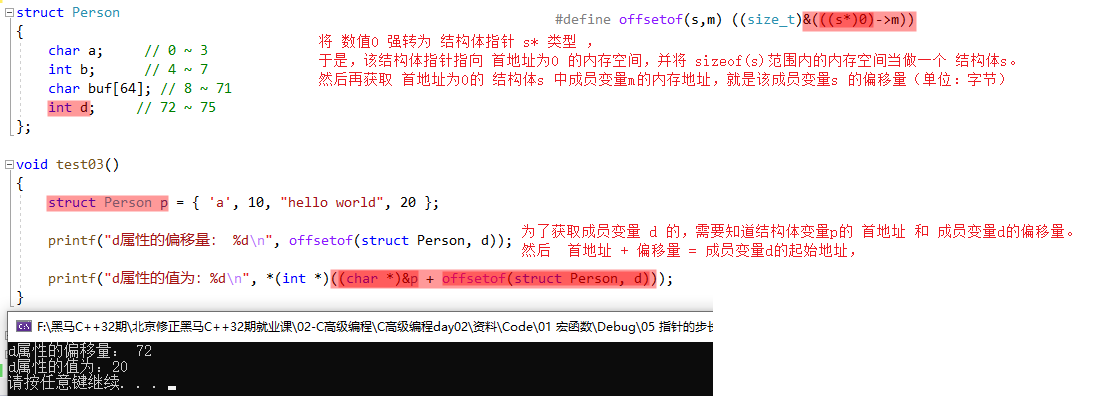 struct Person
{
char a; // 0 ~ 3
int b; // 4 ~ 7
char buf[64]; // 8 ~ 71
int d; // 72 ~ 75
};
#define offsetof(s,m) ((size_t)&(((s*)0)->m))
将 数值0 强转为 结构体指针 s* 类型 ，
于是，该结构体指针指向 首地址为0 的内存空间，并将 sizeof(s)范围内的内存空间当做一个 结构体s。
然后再获取 首地址为0的 结构体s 中成员变量m的内存地址，就是该成员变量s 的偏移量（单位：字节）
void test03()
{
struct Person p = { 'a', 10, "hello world", 20 };
printf("d属性的偏移量： %d\n", offsetof(struct Person, d));
printf("d属性的值为：%d\n", *(int *)((char *)&p + offsetof(struct Person, d)));
}
为了获取成员变量 d 的，需要知道结构体变量p的 首地址 和 成员变量d的偏移量。
然后 首地址 + 偏移量 = 成员变量d的起始地址，
F:\黑马C++32期\北京修正黑马C++32期就业课\02-C高级编程\C高级编程day02\资料\Code\01 宏函数\Debug\05 指针的步长
d属性的偏移量： 72
d属性的值为：20
请按任意键继续. . .